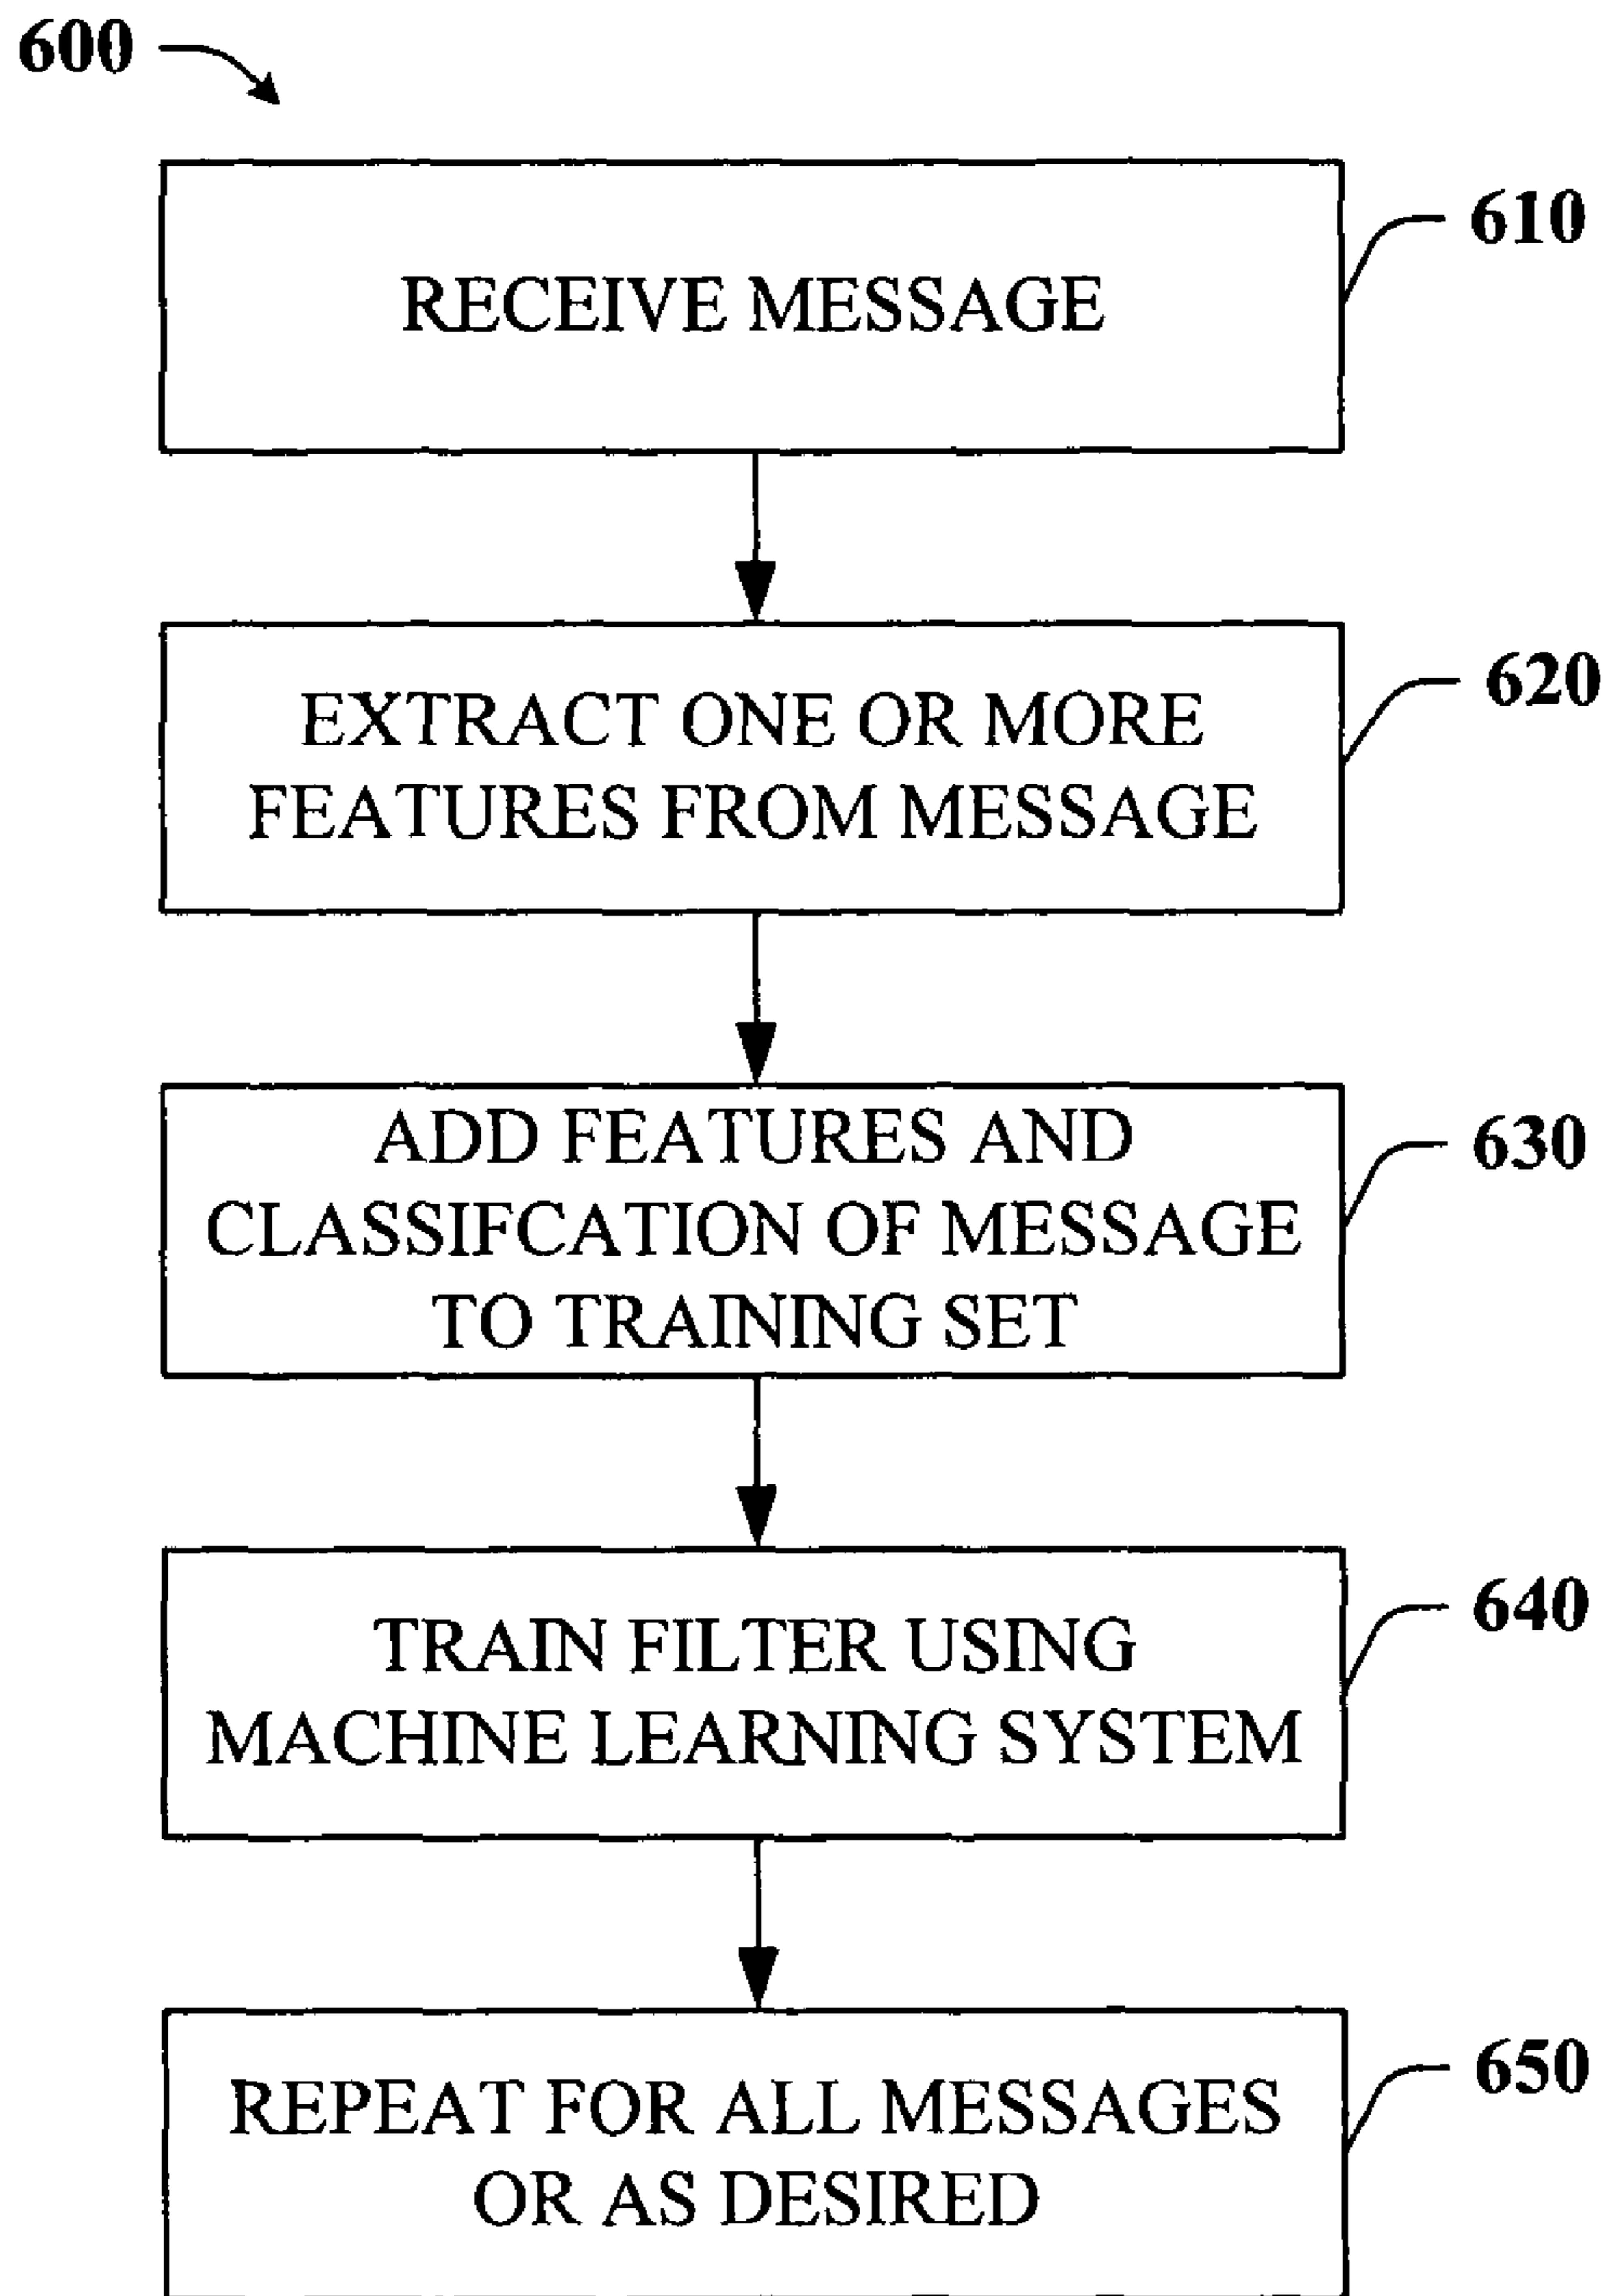 600
610
RECEIVE MESSAGE
620
EXTRACT ONE OR MORE
FEATURES FROM MESSAGE
630
ADD FEATURES AND
CLASSIFCATION OF MESSAGE
TO TRAINING SET
640
TRAIN FILTER USING
MACHINE LEARNING SYSTEM
650
REPEAT FOR ALL MESSAGES
OR AS DESIRED